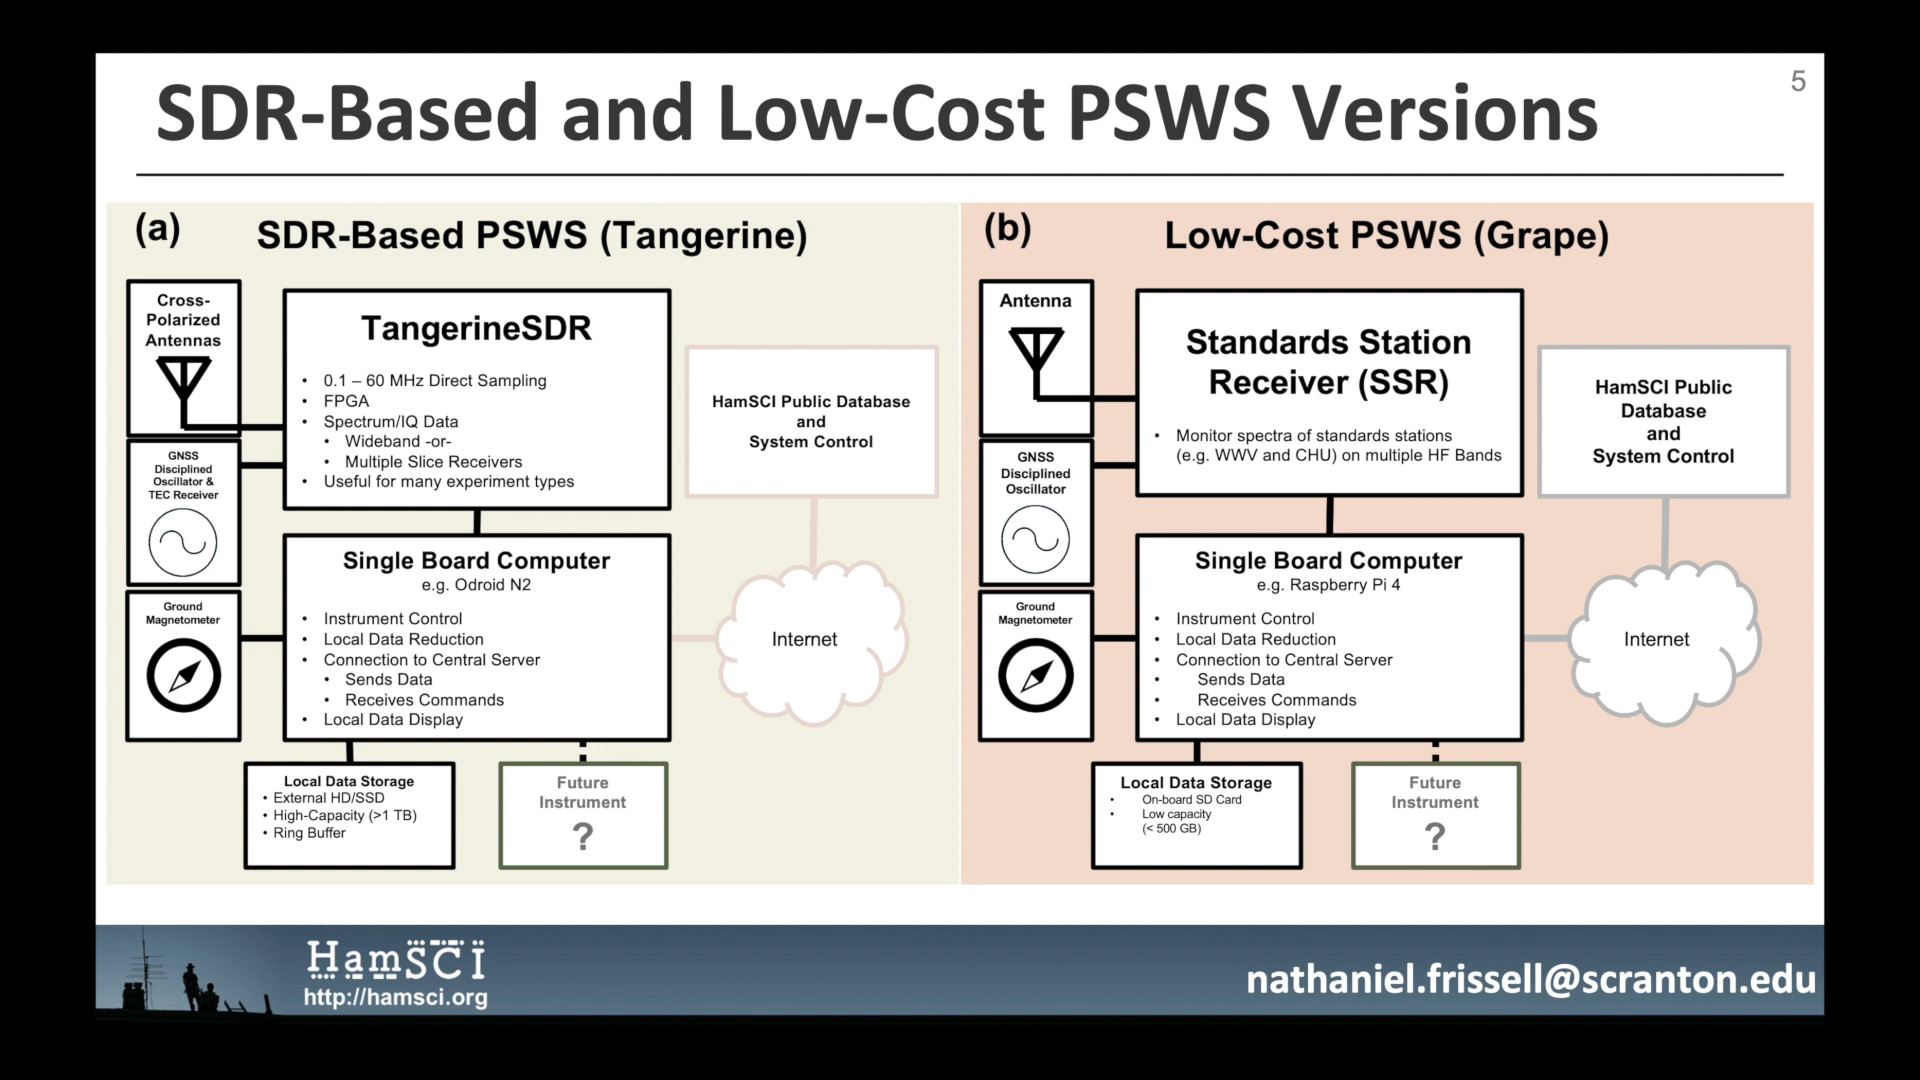 5
SDR-Based and Low-Cost PSWS Versions
(a)
SDR-Based PSWS (Tangerine)
Cross-
Polarized
Antennas
GNSS
Disciplined
Oscillator &
TEC Receiver
Ground
Magnetometer
TangerineSDR
• 0.1 – 60 MHz Direct Sampling
• FPGA
• Spectrum/IQ Data
• Wideband -or-
• Multiple Slice Receivers
• Useful for many experiment types
Single Board Computer
e.g. Odroid N2
• Instrument Control
• Local Data Reduction
• Connection to Central Server
• Sends Data
• Receives Commands
• Local Data Display
Local Data Storage
• External HD/SSD
• High-Capacity (>1 TB)
• Ring Buffer
Future
Instrument
?
HamSCI Public Database
and
System Control
Internet
(b)
Low-Cost PSWS (Grape)
Antenna
GNSS
Disciplined
Oscillator
Ground
Magnetometer
Standards Station
Receiver (SSR)
• Monitor spectra of standards stations
(e.g. WWV and CHU) on multiple HF Bands
Single Board Computer
e.g. Raspberry Pi 4
• Instrument Control
• Local Data Reduction
• Connection to Central Server
• Sends Data
• Receives Commands
• Local Data Display
Local Data Storage
• On-board SD Card
• Low capacity
(< 500 GB)
Future
Instrument
?
HamSCI Public
Database
and
System Control
Internet
HamSCI
http://hamsci.org
nathaniel.frissell@scranton.edu